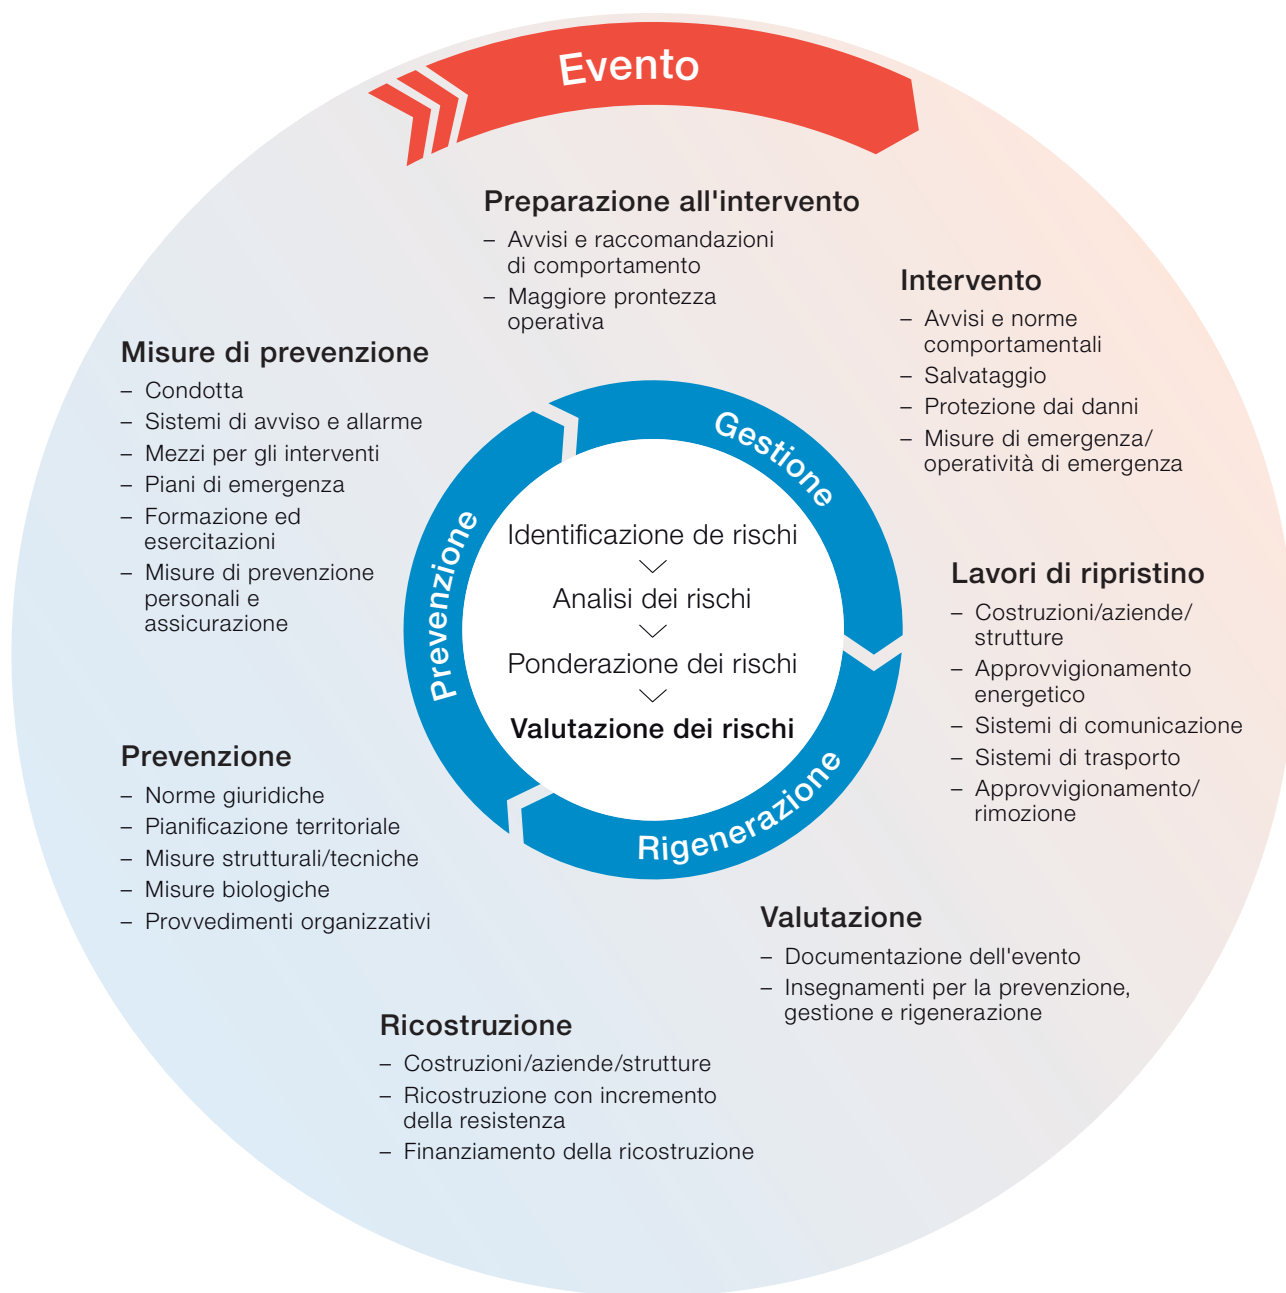 Evento
Preparazione all'intervento
– Avvisi e raccomandazioni
di comportamento
– Maggiore prontezza
operativa
Intervento
– Avvisi e norme
comportamentali
– Salvataggio
– Protezione dai danni
– Misure di emergenza/
operatività di emergenza
Misure di prevenzione
– Condotta
– Sistemi di avviso e allarme
– Mezzi per gli interventi
– Piani di emergenza
– Formazione ed
esercitazioni
– Misure di prevenzione
personali e
assicurazione
Gestione
Prevenzione
Rigenerazione
Identificazione de rischi
Analisi dei rischi
Ponderazione dei rischi
Valutazione dei rischi
Lavori di ripristino
– Costruzioni/aziende/
strutture
– Approvvigionamento
energetico
– Sistemi di comunicazione
– Sistemi di trasporto
– Approvvigionamento/
rimozione
Prevenzione
– Norme giuridiche
– Pianificazione territoriale
– Misure strutturali/tecniche
– Misure biologiche
– Provvedimenti organizzativi
Valutazione
– Documentazione dell'evento
– Insegnamenti per la prevenzione,
gestione e rigenerazione
Ricostruzione
– Costruzioni/aziende/strutture
– Ricostruzione con incremento
della resistenza
– Finanziamento della ricostruzione